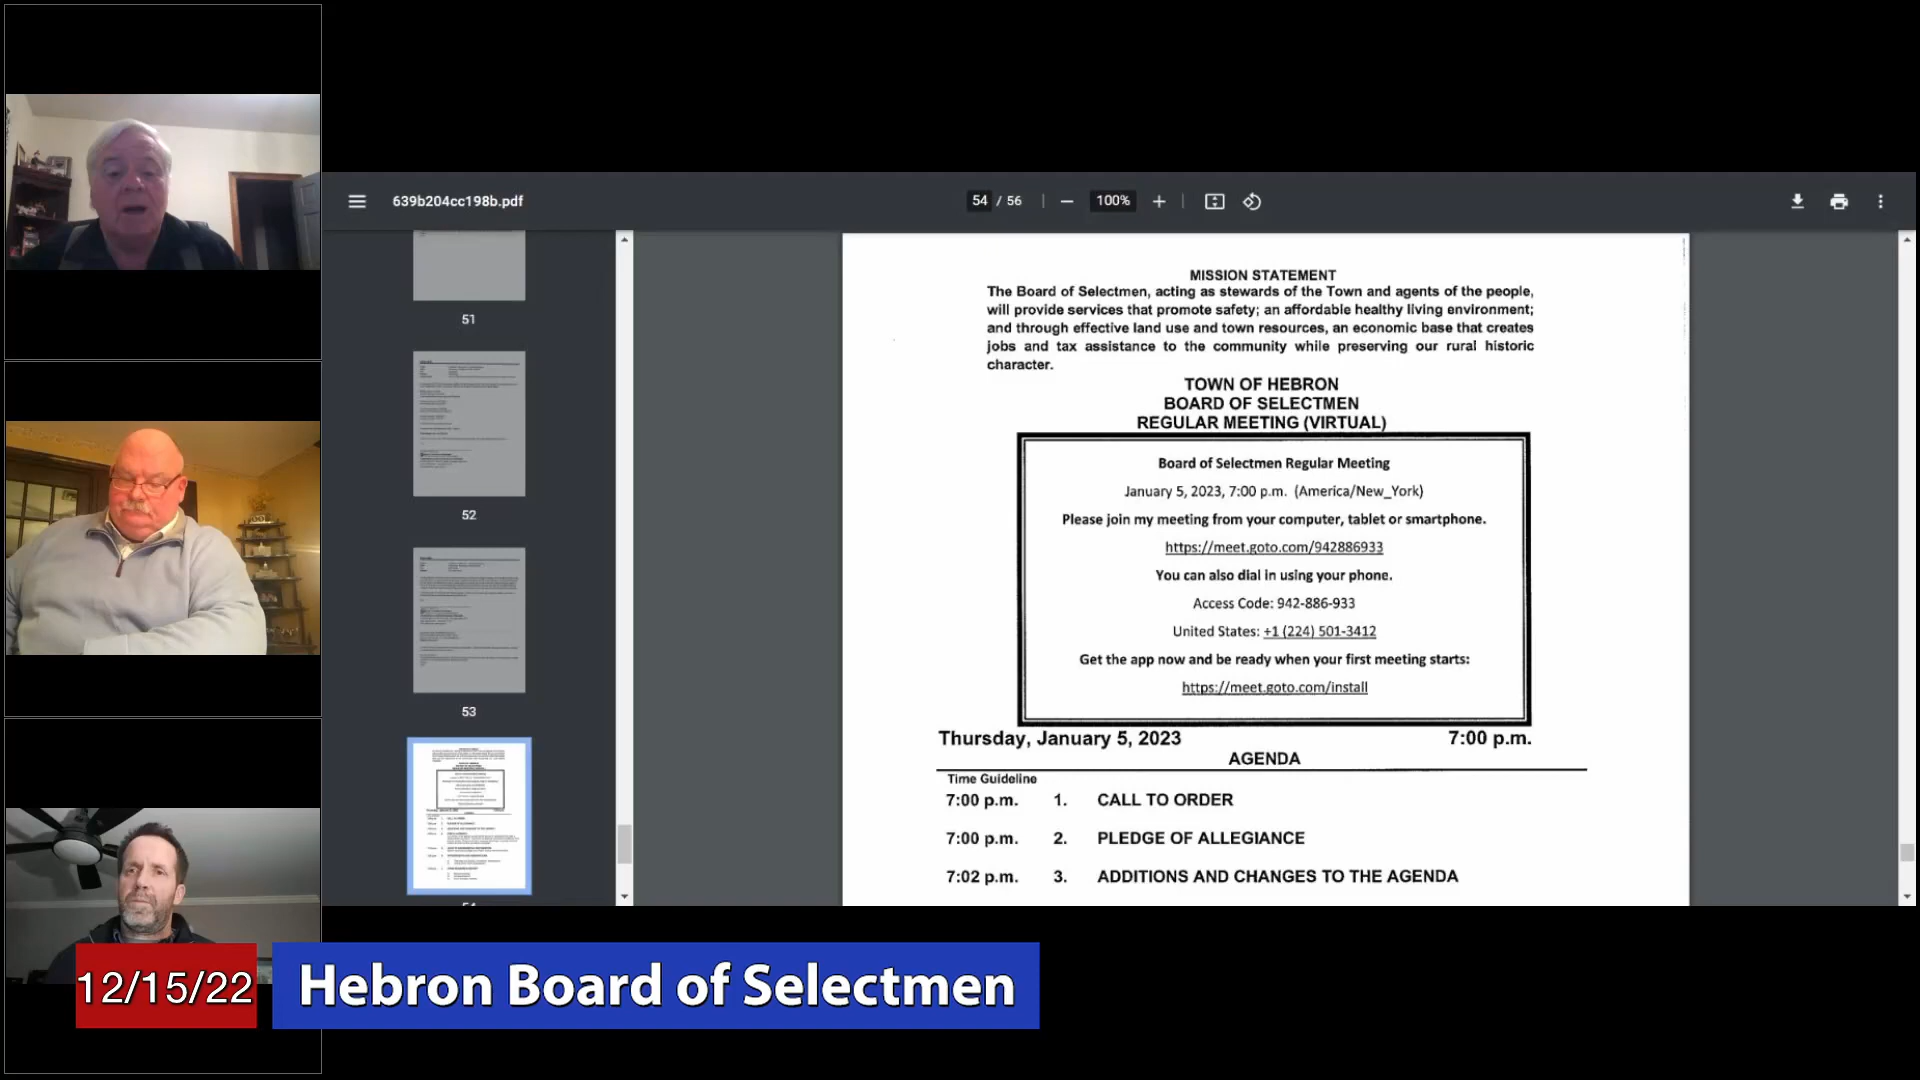 639b204cc198b.pdf
54 / 56
100%
51
52
53
MISSION STATEMENT
The Board of Selectmen, acting as stewards of the Town and agents of the people,
will provide services that promote safety; an affordable healthy living environment;
and through effective land use and town resources, an economic base that creates
jobs and tax assistance to the community while preserving our rural historic
character.
TOWN OF HEBRON
BOARD OF SELECTMEN
REGULAR MEETING (VIRTUAL)
Board of Selectmen Regular Meeting
January 5, 2023, 7:00 p.m. (America/New_York)
Please join my meeting from your computer, tablet or smartphone.
https://meet.goto.com/942886933
You can also dial in using your phone.
Access Code: 942-886-933
United States: +1 (224) 501-3412
Get the app now and be ready when your first meeting starts:
https://meet.goto.com/install
Thursday, January 5, 2023 7:00 p.m.
AGENDA
Time Guideline
7:00 p.m. 1. CALL TO ORDER
7:00 p.m. 2. PLEDGE OF ALLEGIANCE
7:02 p.m. 3. ADDITIONS AND CHANGES TO THE AGENDA
12/15/22
Hebron Board of Selectmen